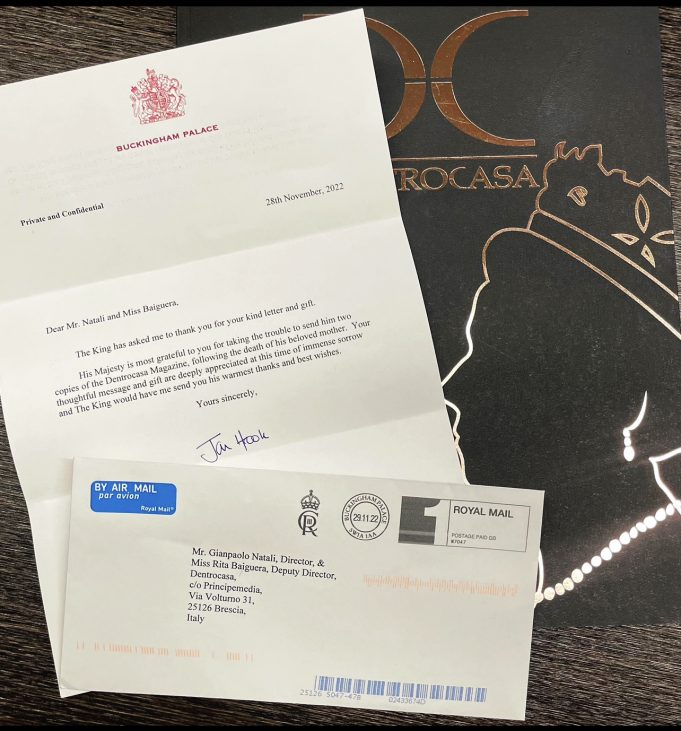 BUCKINGHAM PALACE
Private and Confidential
28th November, 2022
Dear Mr. Natali and Miss Baiguera,
The King has asked me to thank you for your kind letter and gift.
His Majesty is most grateful to you for taking the trouble to send him two
copies of the Dentrocasa Magazine, following the death of his beloved mother. Your
thoughtful message and gift are deeply appreciated at this time of immense sorrow
and The King would have me send you his warmest thanks and best wishes.
Yours sincerely,
DC
TROCASA
BY AIR MAIL
par avion
Royal Mail®
BUCKINGHAM PALACE
29.11.22
SW1A 1AA
1
ROYAL MAIL
POSTAGE PAID GB
Mr. Gianpaolo Natali, Director, &
Miss Rita Baiguera, Deputy Director,
Dentrocasa,
c/o Principemedia,
Via Volturno 31,
25126 Brescia,
Italy